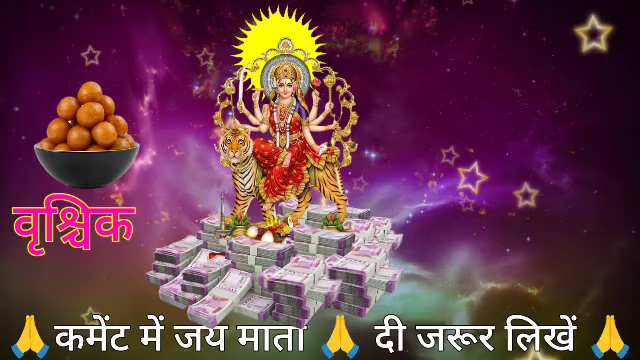 वृश्चिक
🙏कमेंट में जय माता 🙏 दी जरूर लिखें 🙏